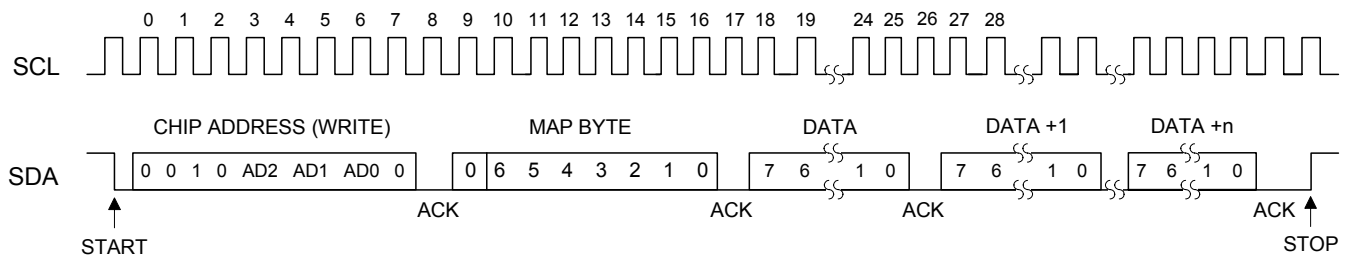 0 1 2 3 4 5 6 7 8 9 10 11 12 13 14 15 16 17 18 19 24 25 26 27 28
SCL
CHIP ADDRESS (WRITE) MAP BYTE DATA DATA +1 DATA +n
SDA 0 0 1 0 AD2 AD1 AD0 0 0 6 5 4 3 2 1 0 7 6 1 0 7 6 1 0 7 6 1 0
ACK ACK ACK ACK
START STOP